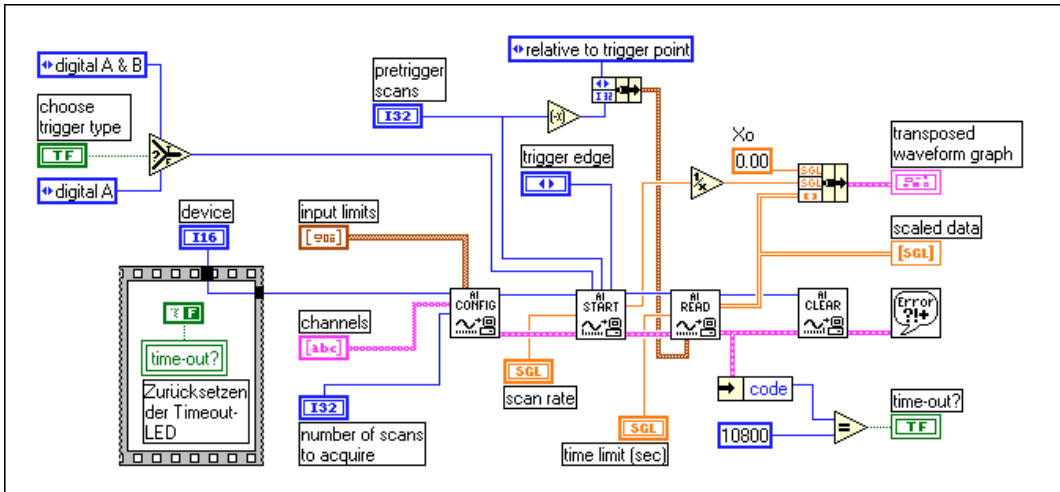 digital A & B
choose
trigger type
TF
?
T
F
digital A
pretrigger
scans
I32
relative to trigger point
I32
(-x)
trigger edge
Xo
0.00
1/x
SGL
SGL
[ ]
transposed
waveform graph
scaled data
[SGL]
device
I16
input limits
channels
[abc]
I32
number of scans
to acquire
F
time-out?
Zurücksetzen
der Timeout-
LED
AI
CONFIG
AI
START
AI
READ
AI
CLEAR
Error
?!+
SGL
scan rate
SGL
time limit (sec)
code
10800
=
time-out?
TF